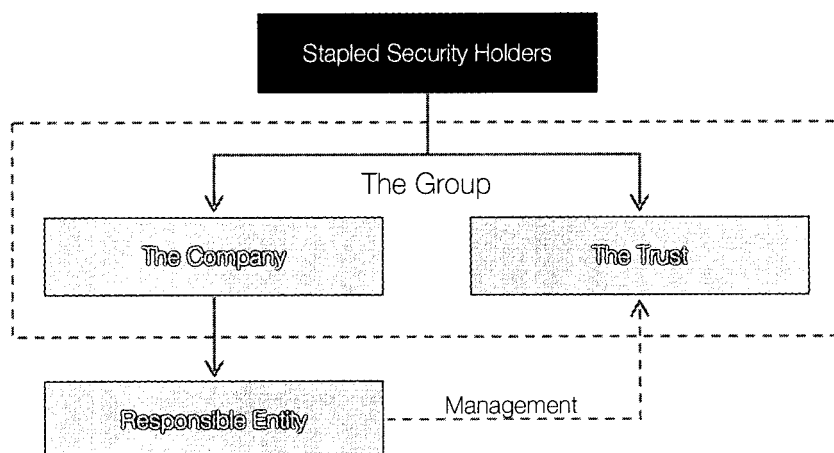 Stapled Security Holders
The Group
The Company
The Trust
Responsible Entity
Management